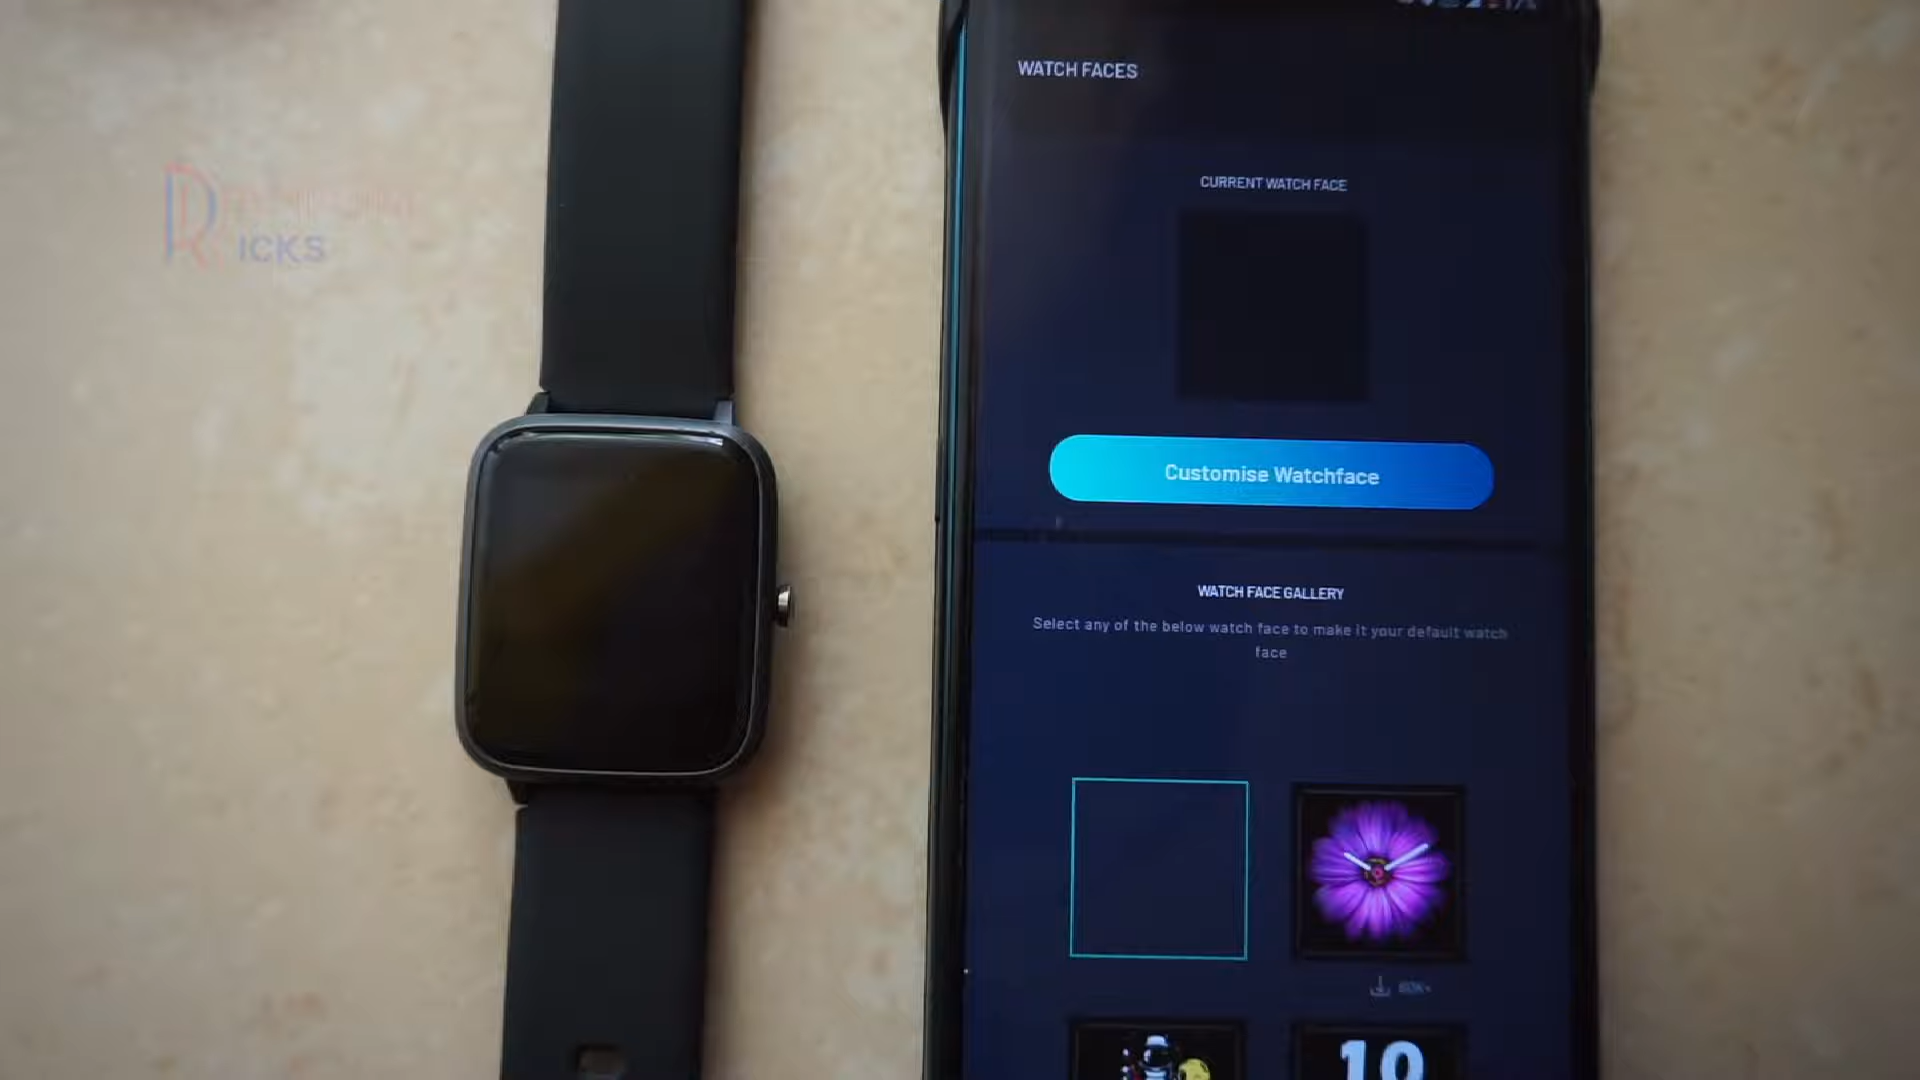 WATCH FACES
CURRENT WATCH FACE
Customise Watchface
WATCH FACE GALLERY
Select any of the below watch face to make it your default watch
face
60K+
10
ICKS